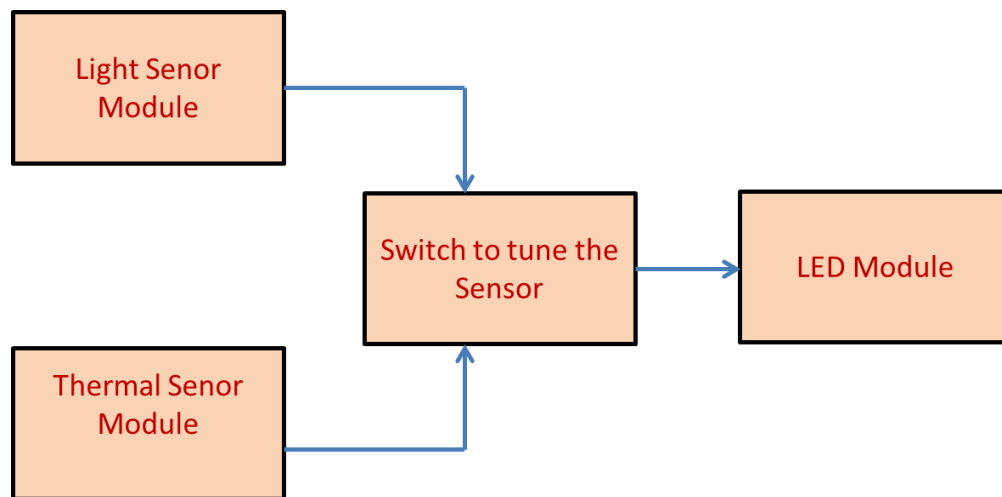 Light Senor
Module
Switch to tune the
Sensor
LED Module
Thermal Senor
Module